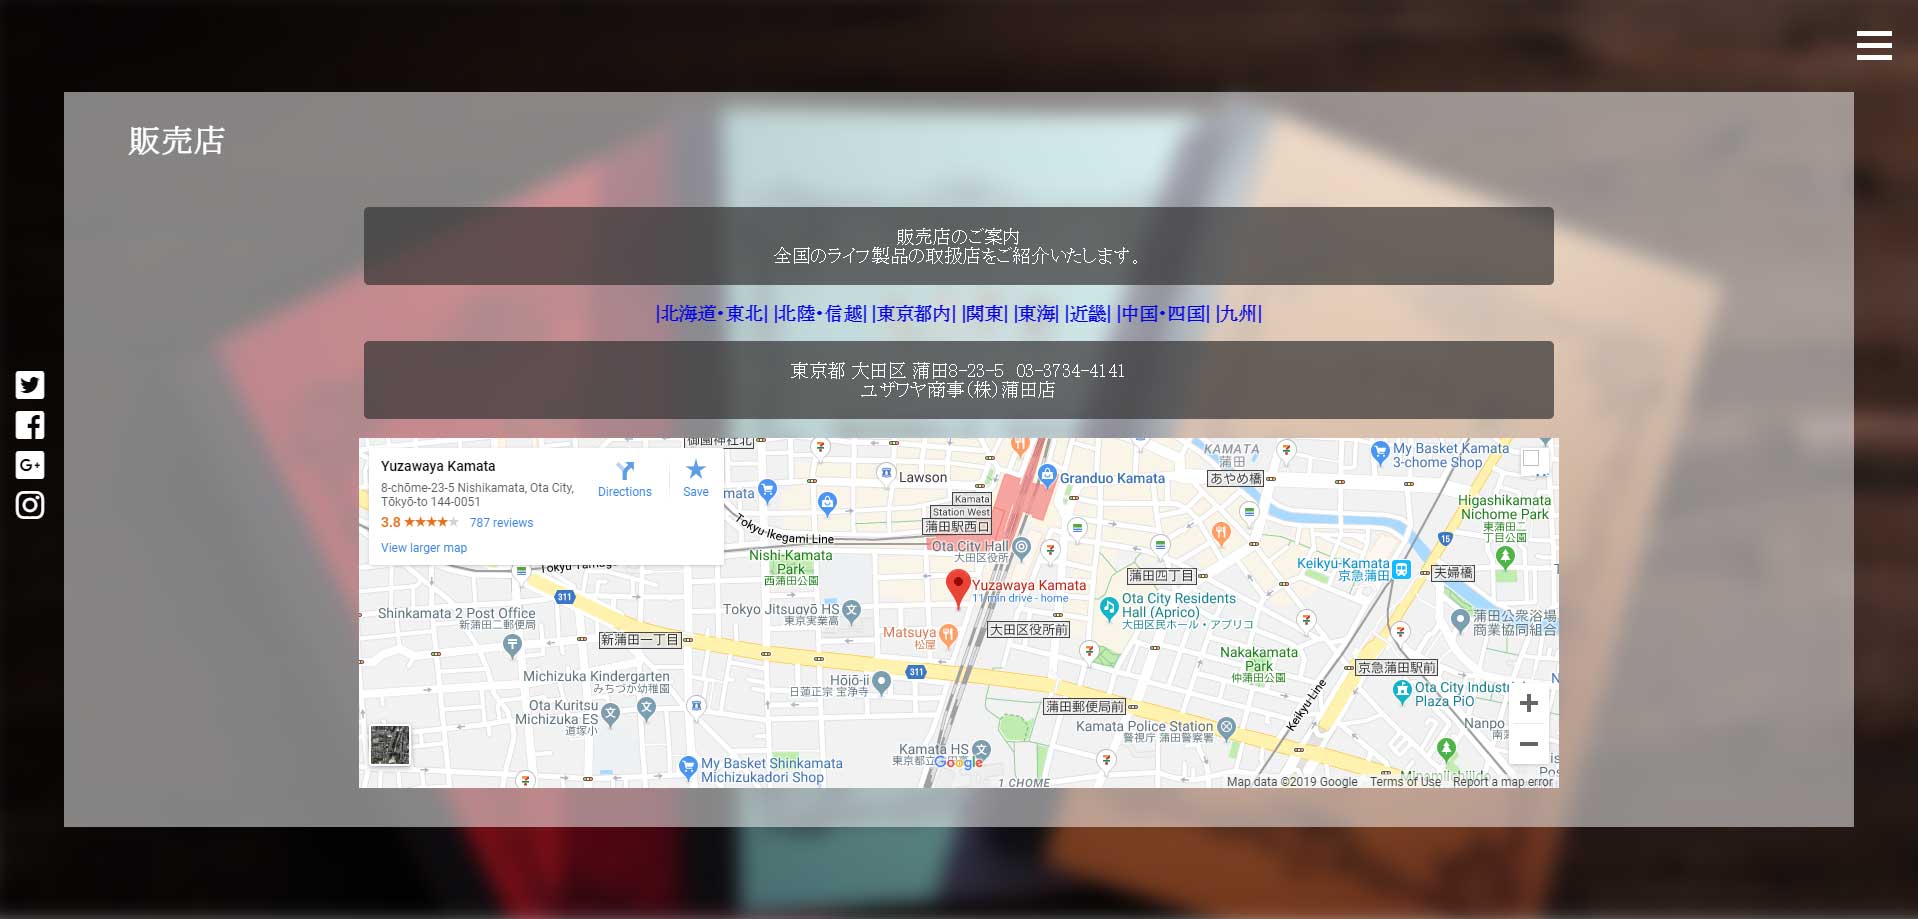 販売店
販売店のご案内
全国のライフ製品の取扱店をご紹介いたします。
|北海道・東北| |北陸・信越| |東京都内| |関東| |東海| |近畿| |中国・四国| |九州|
東京都 大田区 蒲田8-23-5 03-3734-4141
ユザワヤ商事(株)蒲田店
Yuzawaya Kamata
8-chōme-23-5 Nishikamata, Ota City,
Tōkyō-to 144-0051
3.8
787 reviews
View larger map
Directions
Save
御園神社北
Lawson
Granduo Kamata
KAMATA
蒲田
あやめ橋
My Basket Kamata
3-chome Shop
Kamata
Station West
蒲田駅西口
Tokyu Ikegami Line
Higashikamata
Nichome Park
東蒲田二
丁目公園
15
Nishi-Kamata
Park
西蒲田公園
Ota City Hall
大田区役所
Keikyu-Kamata
京急蒲田
夫婦橋
蒲田四丁目
Yuzawaya Kamata
11 min drive - home
311
Shinkamata 2 Post Office
新蒲田二郵便局
Tokyo Jitsugyō HS
東京実業高
Ota City Residents
Hall (Aprico)
大田区民ホール・アプリコ
蒲田公衆浴場
商業協同組合
新蒲田一丁目
Matsuya
松屋
大田区役所前
Nakakamata
Park
仲蒲田公園
京急蒲田駅前
Michizuka Kindergarten
みちづか幼稚園
Hōjō-ji
日蓮正宗 宝浄寺
311
Ota City Industri
Plaza PiO
Ota Kuritsu
Michizuka ES
道塚小
蒲田郵便局前
Keikyu Line
Kamata Police Station
警視庁 蒲田警察署
Nanpo
My Basket Shinkamata
Michizukadori Shop
Kamata HS
東京都立
Google
1 CHOME
Map data ©2019 Google
Terms of Use
Report a map error